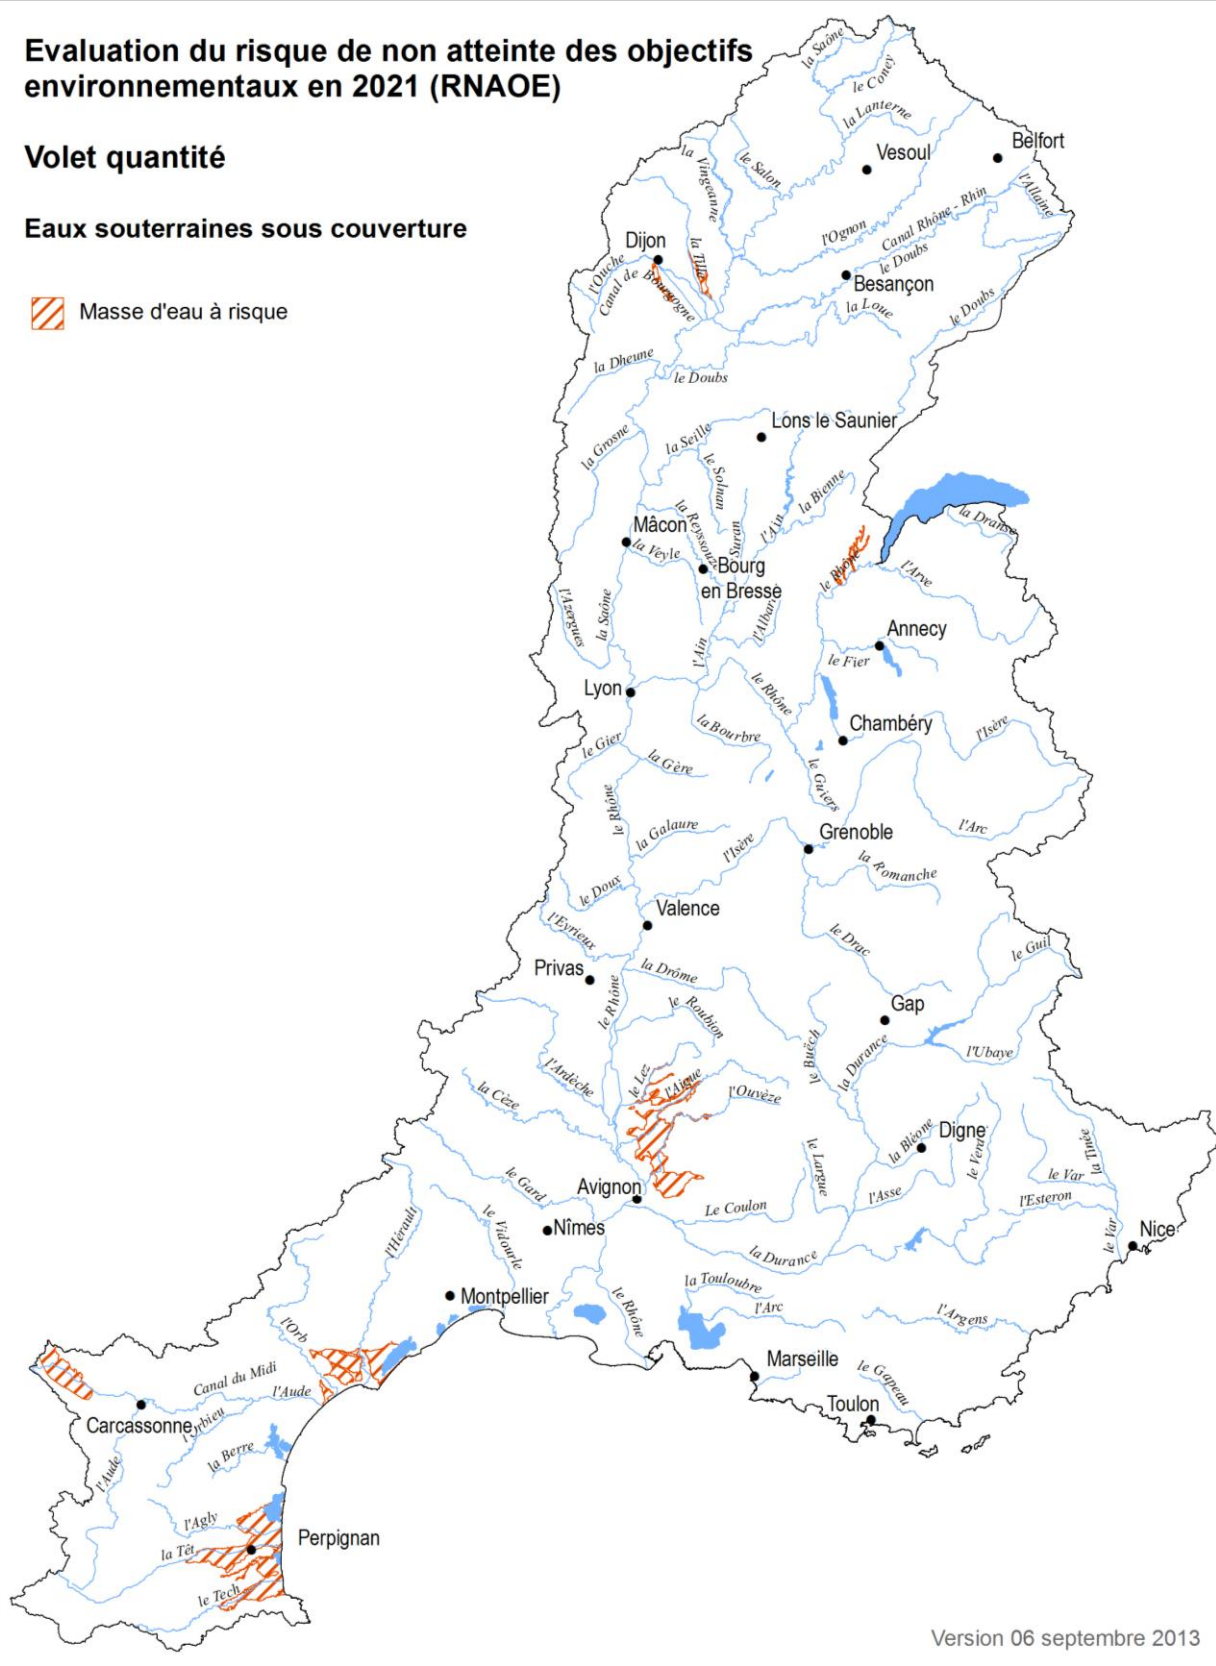 Evaluation du risque de non atteinte des objectifs
environnementaux en 2021 (RNAOE)
Volet quantité
Eaux souterraines sous couverture
Masse d'eau à risque
la Saône
le Coney
la Lanterne
Belfort
Vesoul
la Vingeanne
le Salon
l'Allaine
Canal Rhône - Rhin
l'Ognon
Dijon
la Tille
le Doubs
l'Ouche
Canal de Bourgogne
Besançon
la Loue
le Doubs
la Dheune
le Doubs
Lons le Saunier
la Grosne
la Seille
le Solnan
la Bienne
la Dranse
Mâcon
la Reyssouze
Suran
l'Ain
la Veyle
Bourg
en Bresse
le Rhône
l'Arve
l'Azergues
la Saône
l'Albarine
Annecy
l'Ain
le Fier
Lyon
le Rhône
Chambéry
la Bourbre
l'Isère
le Gier
la Gère
le Guiers
le Rhône
la Galaure
l'Isère
Grenoble
l'Arc
la Romanche
le Doux
Valence
l'Eyrieux
le Drac
le Guil
Privas
la Drôme
le Rhône
le Roubion
Gap
le Buëch
la Durance
l'Ubaye
l'Ardèche
le Lez
l'Aigue
l'Ouvèze
la Cèze
la Bléone
Digne
le Verdon
la Tinée
le Largue
le Gard
Avignon
Le Coulon
l'Asse
le Var
l'Esteron
l'Hérault
le Vidourle
Nîmes
la Durance
le Var
Nice
Montpellier
le Rhône
la Touloubre
l'Arc
l'Argens
l'Orb
Marseille
le Gapeau
Toulon
Canal du Midi
l'Aude
Carcassonne
l'Orbieu
la Berre
l'Aude
l'Agly
la Têt
Perpignan
le Tech
Version 06 septembre 2013